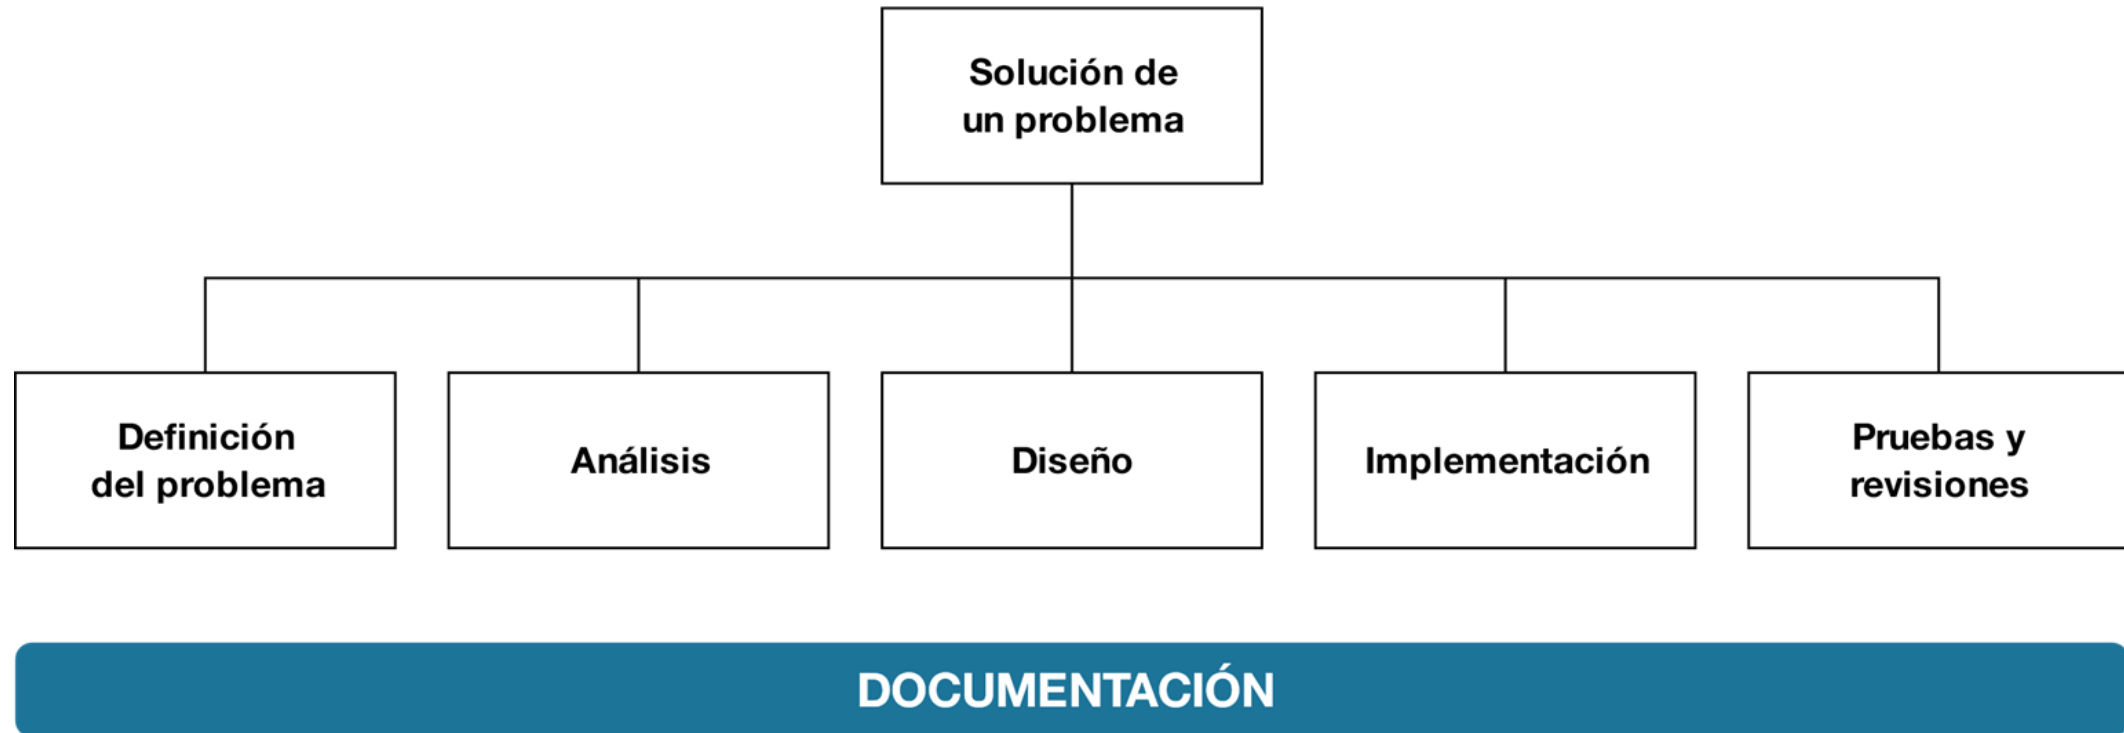 Solución de
un problema
Definición
del problema
Análisis
Diseño
Implementación
Pruebas y
revisiones
DOCUMENTACIÓN